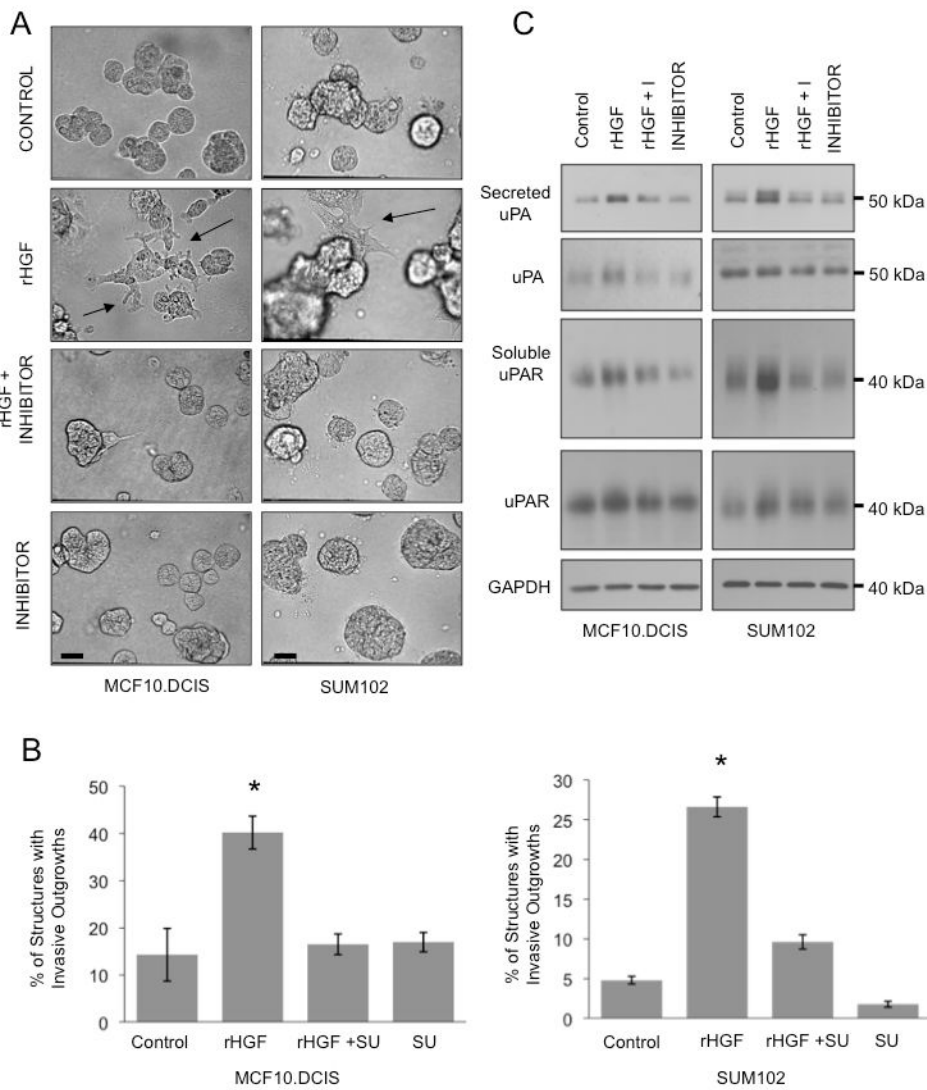 A
CONTROL
rHGF
rHGF +
INHIBITOR
INHIBITOR
MCF10.DCIS
SUM102
C
Control
rHGF
rHGF + I
INHIBITOR
Control
rHGF
rHGF + I
INHIBITOR
Secreted
uPA
50 kDa
uPA
50 kDa
Soluble
uPAR
40 kDa
uPAR
40 kDa
GAPDH
40 kDa
MCF10.DCIS
SUM102
B
% of Structures with
Invasive Outgrowths
50
40
30
20
10
0
*
Control
rHGF
rHGF +SU
SU
MCF10.DCIS
% of Structures with
Invasive Outgrowths
30
25
20
15
10
5
0
*
Control
rHGF
rHGF +SU
SU
SUM102